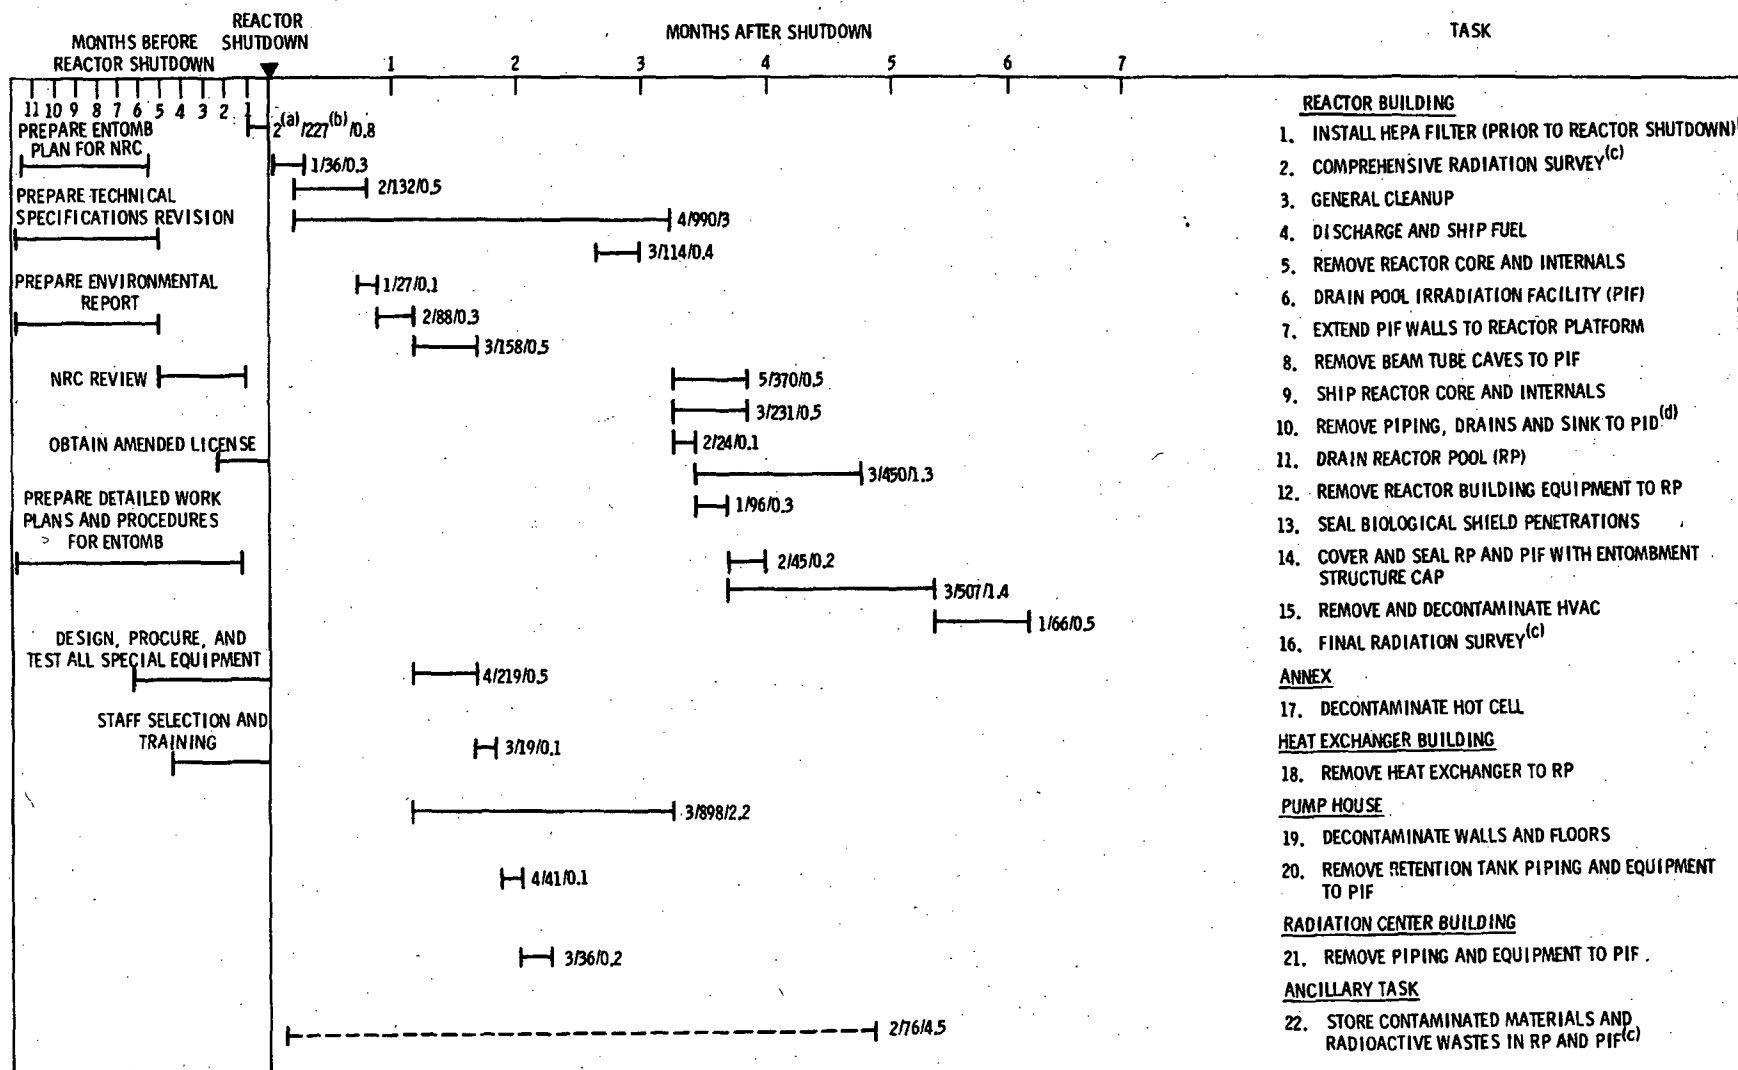 REACTOR
MONTHS BEFORE SHUTDOWN
REACTOR SHUTDOWN
MONTHS AFTER SHUTDOWN
TASK
1 2 3 4 5 6 7
11 10 9 8 7 6 5 4 3 2 1
PREPARE ENTOMB
PLAN FOR NRC
PREPARE TECHNICAL
SPECIFICATIONS REVISION
PREPARE ENVIRONMENTAL
REPORT
NRC REVIEW
OBTAIN AMENDED LICENSE
PREPARE DETAILED WORK
PLANS AND PROCEDURES
FOR ENTOMB
DESIGN, PROCURE, AND
TEST ALL SPECIAL EQUIPMENT
STAFF SELECTION AND
TRAINING
2(a)/227(b)/0.8
1/36/0.3
2/132/0.5
4/990/3
3/114/0.4
1/27/0.1
2/88/0.3
3/158/0.5
5/370/0.5
3/231/0.5
2/24/0.1
3/450/1.3
1/96/0.3
2/45/0.2
3/507/1.4
1/66/0.5
4/219/0.5
3/19/0.1
3/898/2.2
4/41/0.1
3/36/0.2
2/76/4.5
REACTOR BUILDING
1. INSTALL HEPA FILTER (PRIOR TO REACTOR SHUTDOWN)
2. COMPREHENSIVE RADIATION SURVEY(c)
3. GENERAL CLEANUP
4. DISCHARGE AND SHIP FUEL
5. REMOVE REACTOR CORE AND INTERNALS
6. DRAIN POOL IRRADIATION FACILITY (PIF)
7. EXTEND PIF WALLS TO REACTOR PLATFORM
8. REMOVE BEAM TUBE CAVES TO PIF
9. SHIP REACTOR CORE AND INTERNALS
10. REMOVE PIPING, DRAINS AND SINK TO PID(d)
11. DRAIN REACTOR POOL (RP)
12. REMOVE REACTOR BUILDING EQUIPMENT TO RP
13. SEAL BIOLOGICAL SHIELD PENETRATIONS
14. COVER AND SEAL RP AND PIF WITH ENTOMBMENT
STRUCTURE CAP
15. REMOVE AND DECONTAMINATE HVAC
16. FINAL RADIATION SURVEY(c)
ANNEX
17. DECONTAMINATE HOT CELL
HEAT EXCHANGER BUILDING
18. REMOVE HEAT EXCHANGER TO RP
PUMP HOUSE
19. DECONTAMINATE WALLS AND FLOORS
20. REMOVE RETENTION TANK PIPING AND EQUIPMENT
TO PIF
RADIATION CENTER BUILDING
21. REMOVE PIPING AND EQUIPMENT TO PIF.
ANCILLARY TASK
22. STORE CONTAMINATED MATERIALS AND
RADIOACTIVE WASTES IN RP AND PIF(c)